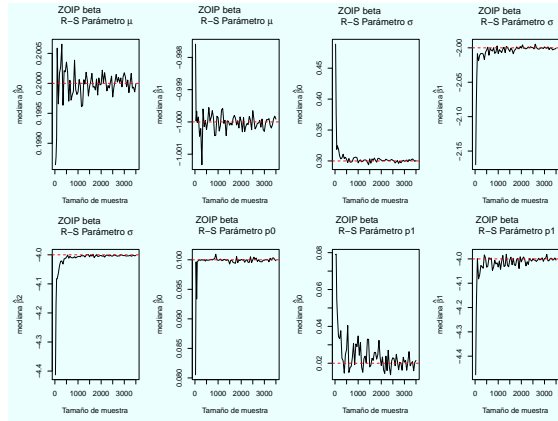 ZOIP beta
R−S Parámetro μ
mediana β̂0
0.1990 0.1995 0.2000 0.2005
0 1000 2000 3000
Tamaño de muestra
ZOIP beta
R−S Parámetro μ
mediana β̂1
−1.001 −1.000 −0.999 −0.998
0 1000 2000 3000
Tamaño de muestra
ZOIP beta
R−S Parámetro σ
mediana β̂0
0.30 0.35 0.40 0.45
0 1000 2000 3000
Tamaño de muestra
ZOIP beta
R−S Parámetro σ
mediana β̂1
−2.15 −2.10 −2.05 −2.00
0 1000 2000 3000
Tamaño de muestra
ZOIP beta
R−S Parámetro σ
mediana β̂2
−4.4 −4.3 −4.2 −4.1 −4.0
0 1000 2000 3000
Tamaño de muestra
ZOIP beta
R−S Parámetro p0
mediana β̂0
0.080 0.085 0.090 0.095 0.100
0 1000 2000 3000
Tamaño de muestra
ZOIP beta
R−S Parámetro p1
mediana β̂0
0.02 0.04 0.06 0.08
0 1000 2000 3000
Tamaño de muestra
ZOIP beta
R−S Parámetro p1
mediana β̂1
−4.4 −4.3 −4.2 −4.1 −4.0
0 1000 2000 3000
Tamaño de muestra